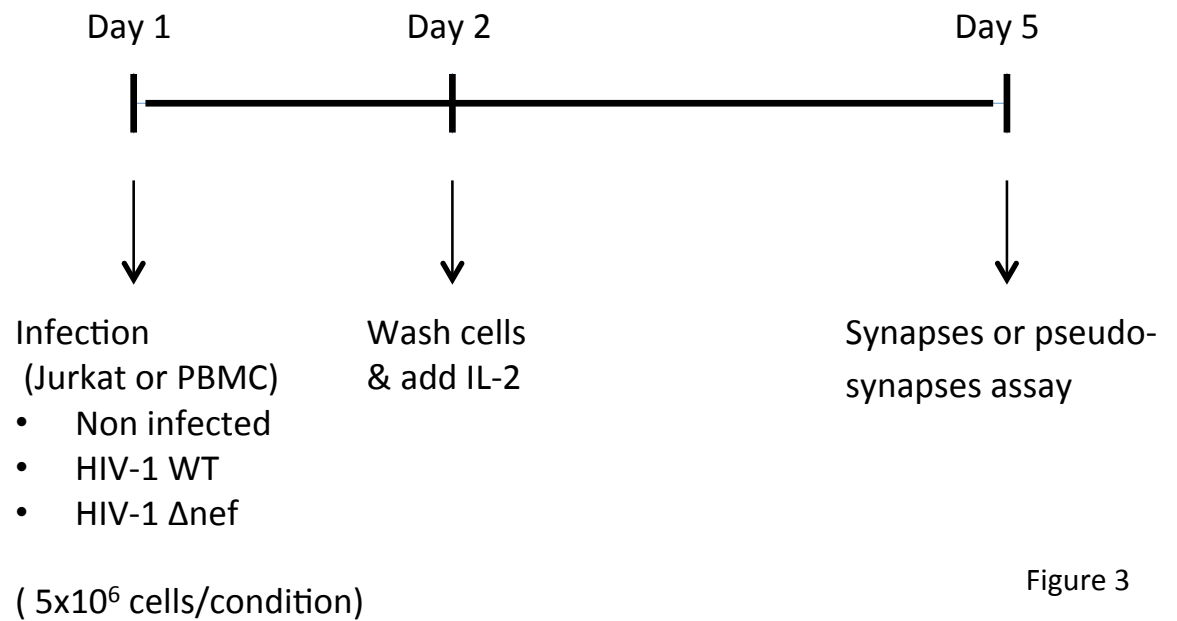 Day 1
Day 2
Day 5
Infection
(Jurkat or PBMC)
• Non infected
• HIV-1 WT
• HIV-1 Δnef
( 5x10⁶ cells/condition)
Wash cells
& add IL-2
Synapses or pseudo-
synapses assay
Figure 3